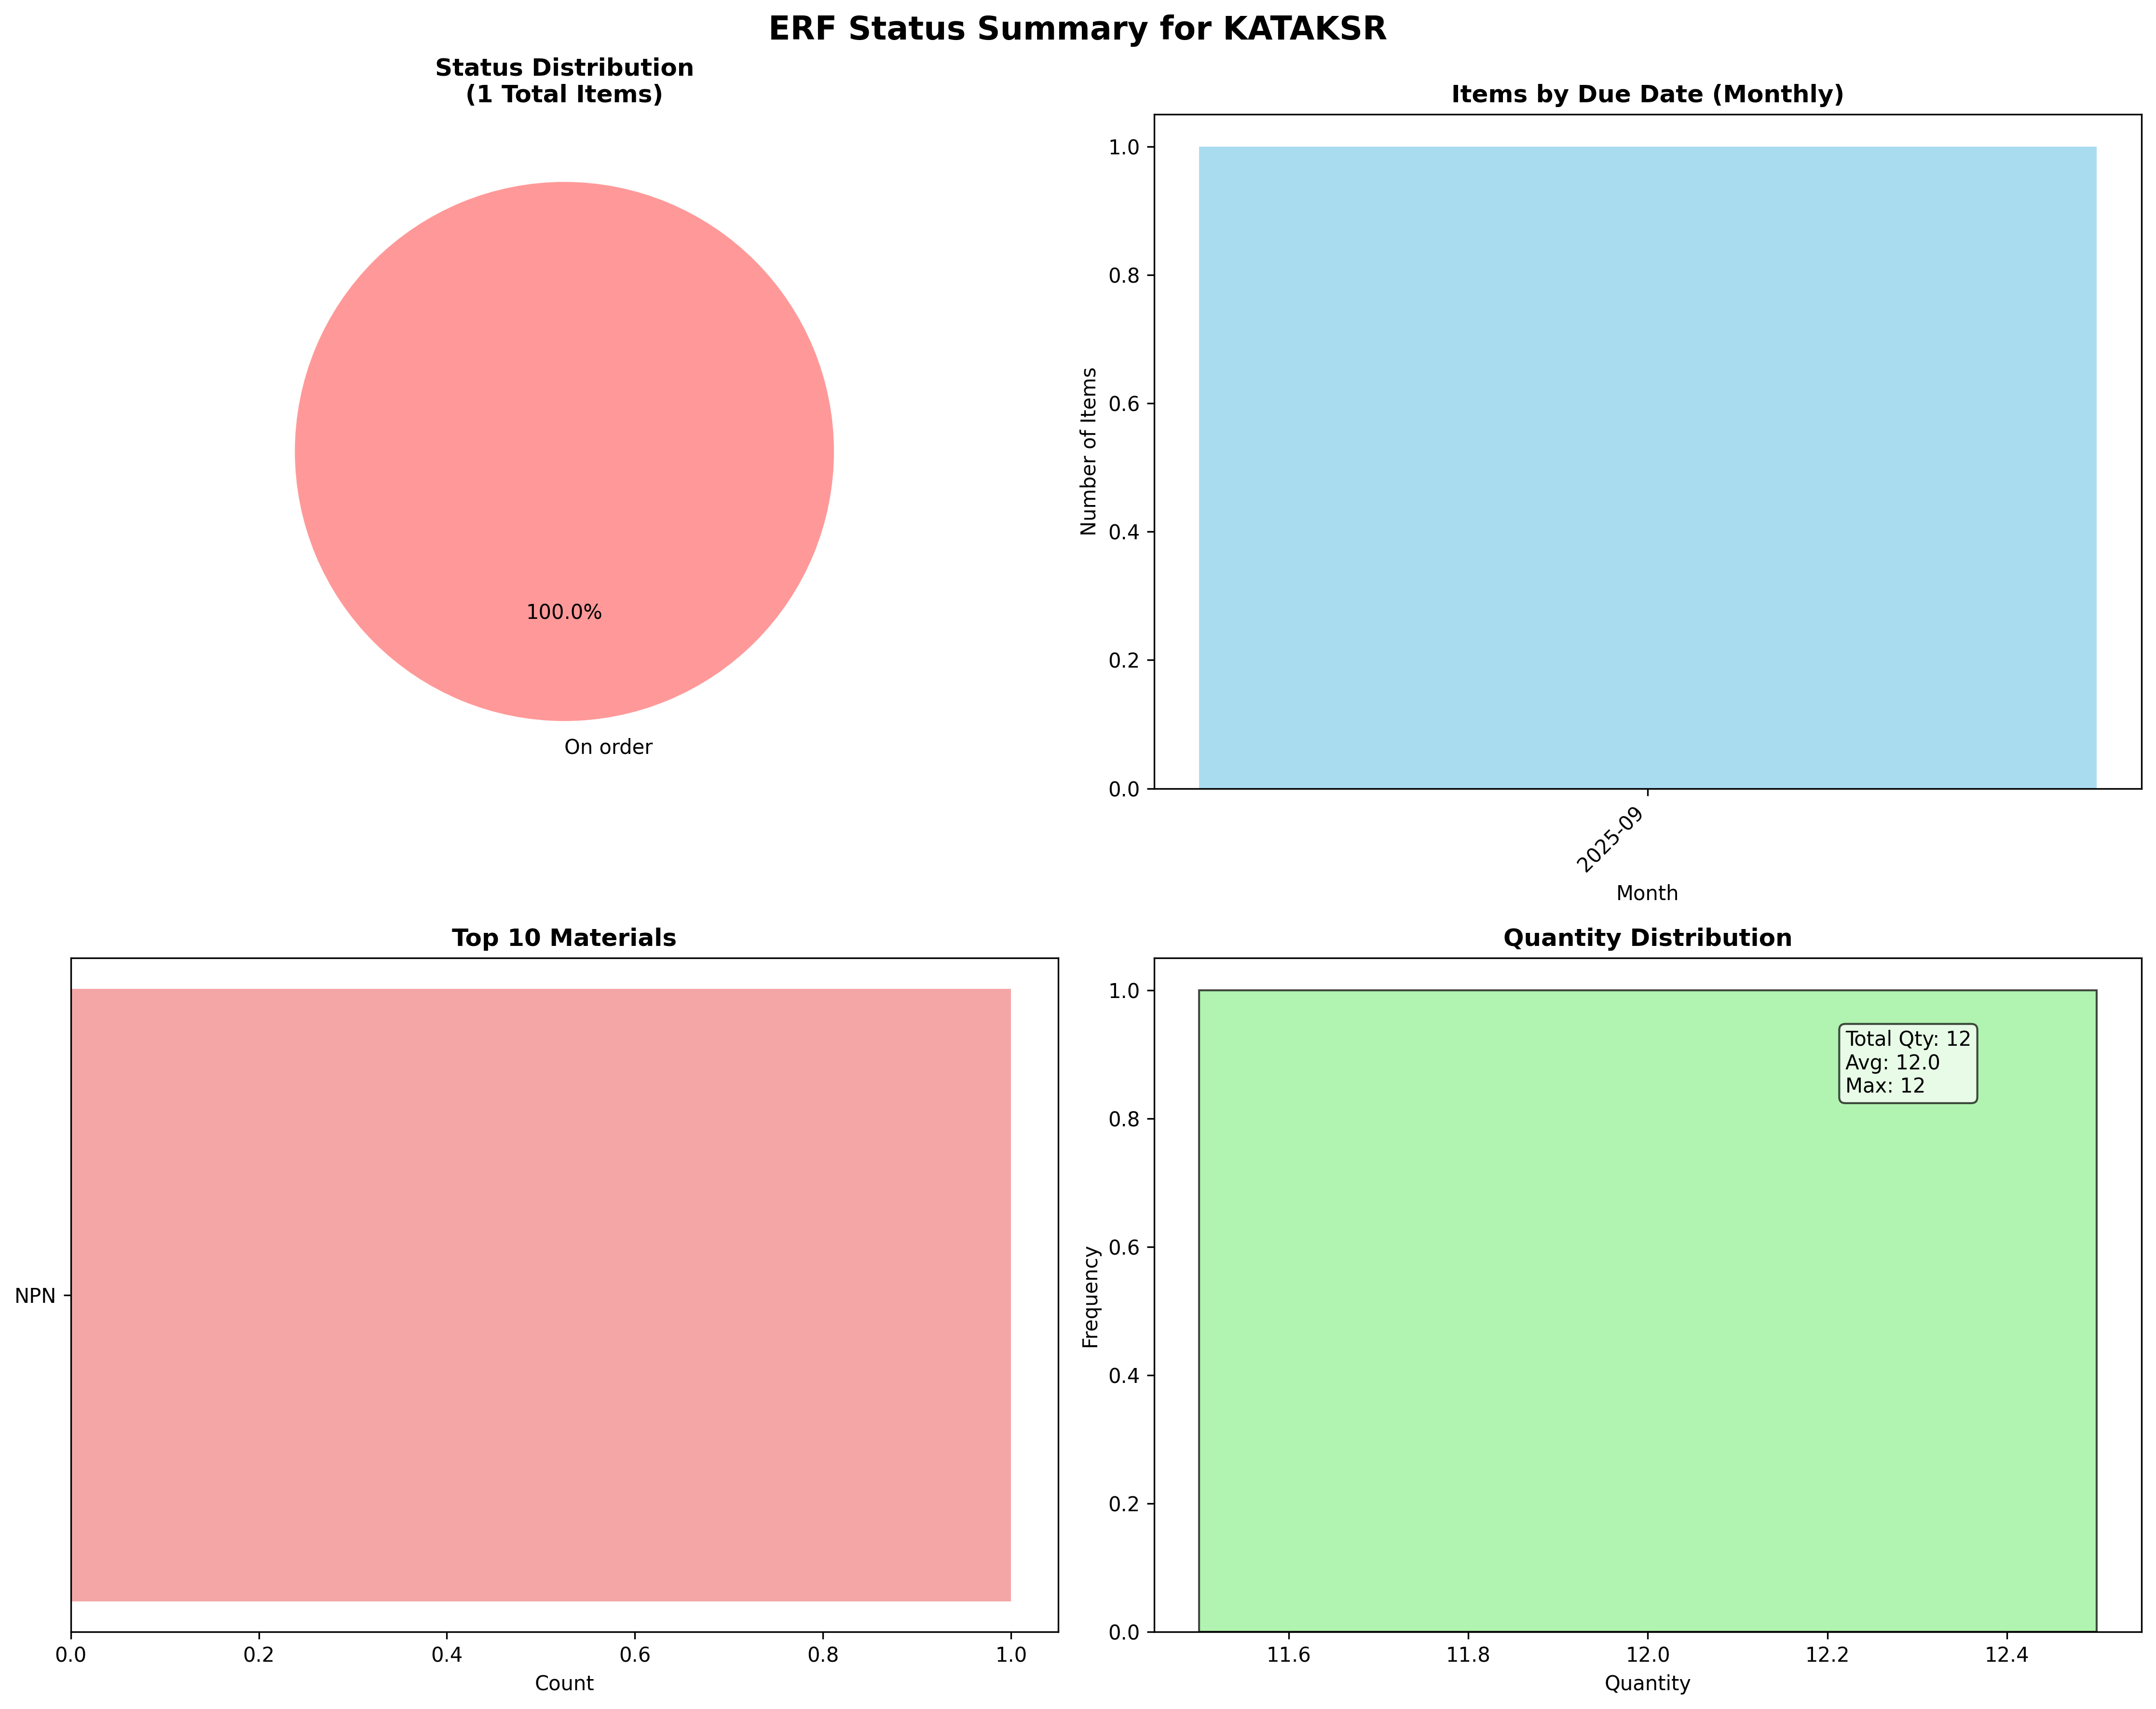 ERF Status Summary for KATAKSR
Status Distribution
(1 Total Items)
100.0%
On order
Items by Due Date (Monthly)
Number of Items
1.0
0.8
0.6
0.4
0.2
0.0
2025-09
Month
Top 10 Materials
NPN
0.0 0.2 0.4 0.6 0.8 1.0
Count
Quantity Distribution
Frequency
1.0
0.8
0.6
0.4
0.2
0.0
Total Qty: 12
Avg: 12.0
Max: 12
11.6 11.8 12.0 12.2 12.4
Quantity